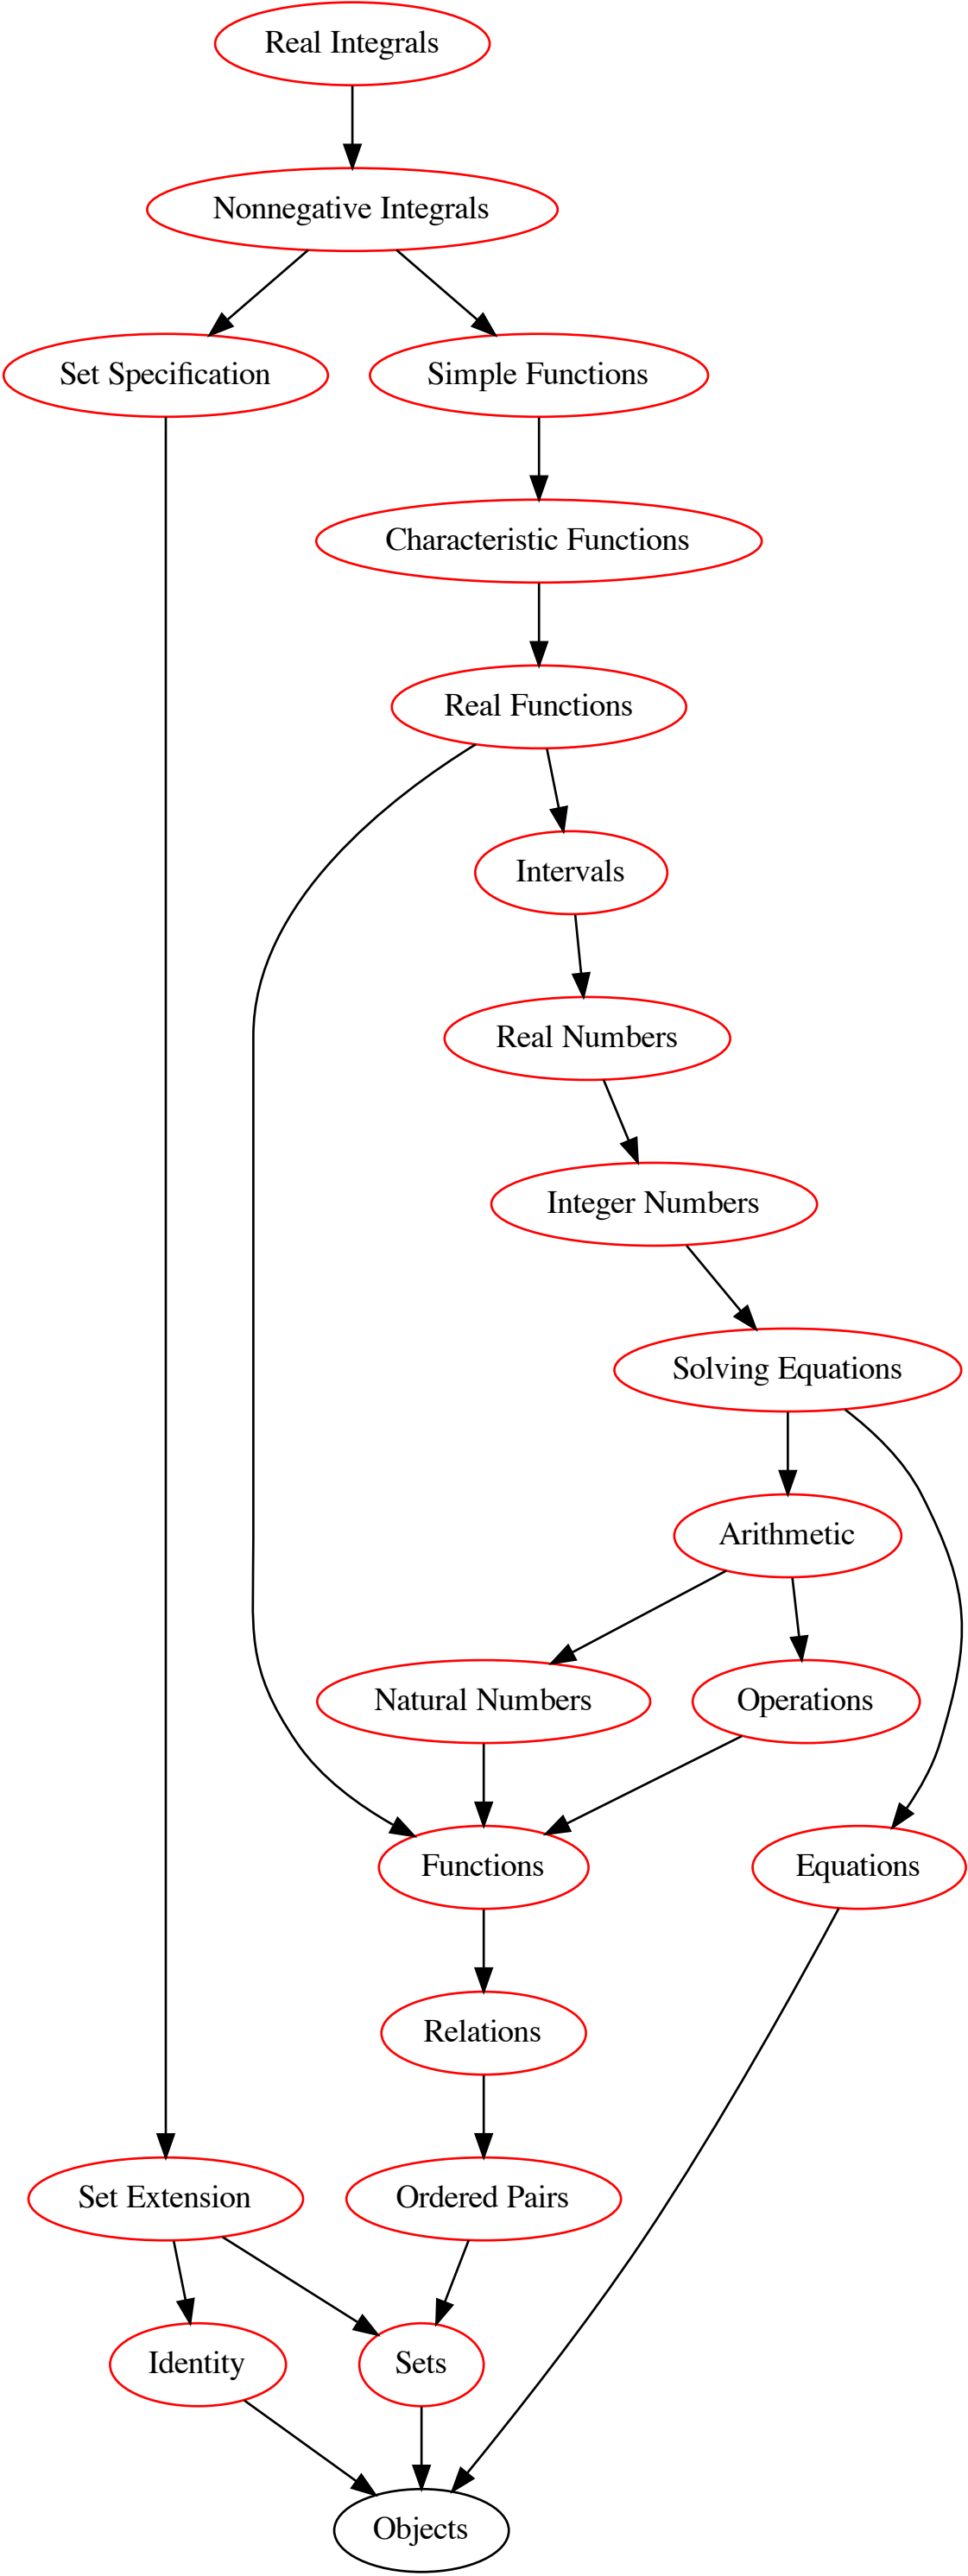 Real Integrals
Nonnegative Integrals
Set Specification
Simple Functions
Characteristic Functions
Real Functions
Intervals
Real Numbers
Integer Numbers
Solving Equations
Arithmetic
Natural Numbers
Operations
Functions
Equations
Relations
Set Extension
Ordered Pairs
Identity
Sets
Objects